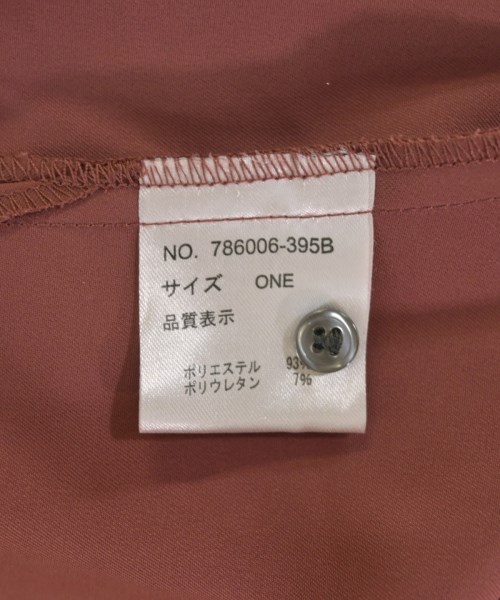 NO. 786006-395B
サイズ ONE
品質表示
ポリエステル 93%
ポリウレタン 7%